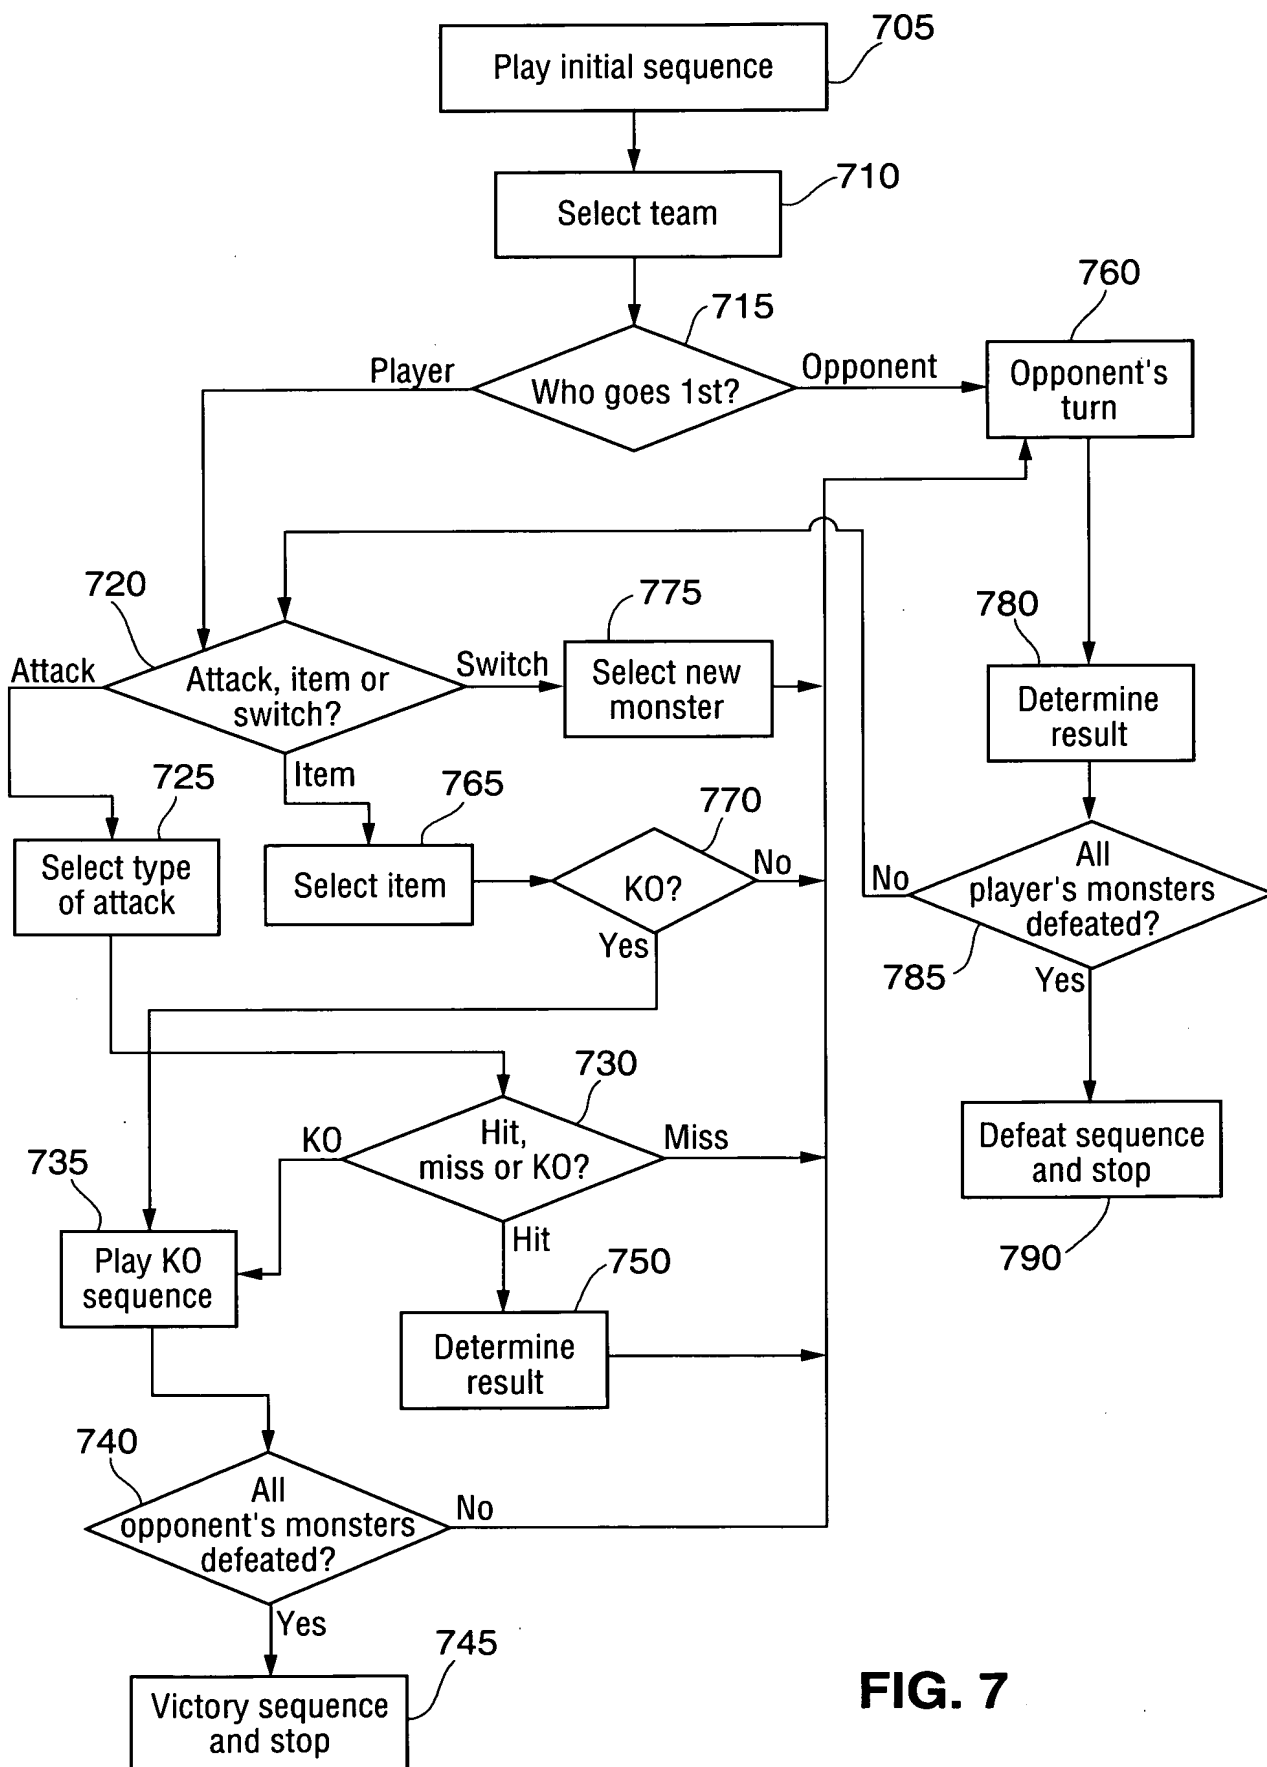 705
Play initial sequence
710
Select team
715
760
Player
Who goes 1st?
Opponent
Opponent's
turn
720
775
780
Attack
Attack, item or
switch?
Switch
Select new
monster
Determine
result
Item
725
765
770
Select type
of attack
Select item
KO?
No
Yes
No
All
player's monsters
defeated?
785
Yes
730
KO
Hit,
miss or KO?
Miss
Hit
735
Play KO
sequence
750
Determine
result
Defeat sequence
and stop
790
740
All
opponent's monsters
defeated?
No
Yes
745
Victory sequence
and stop
FIG. 7